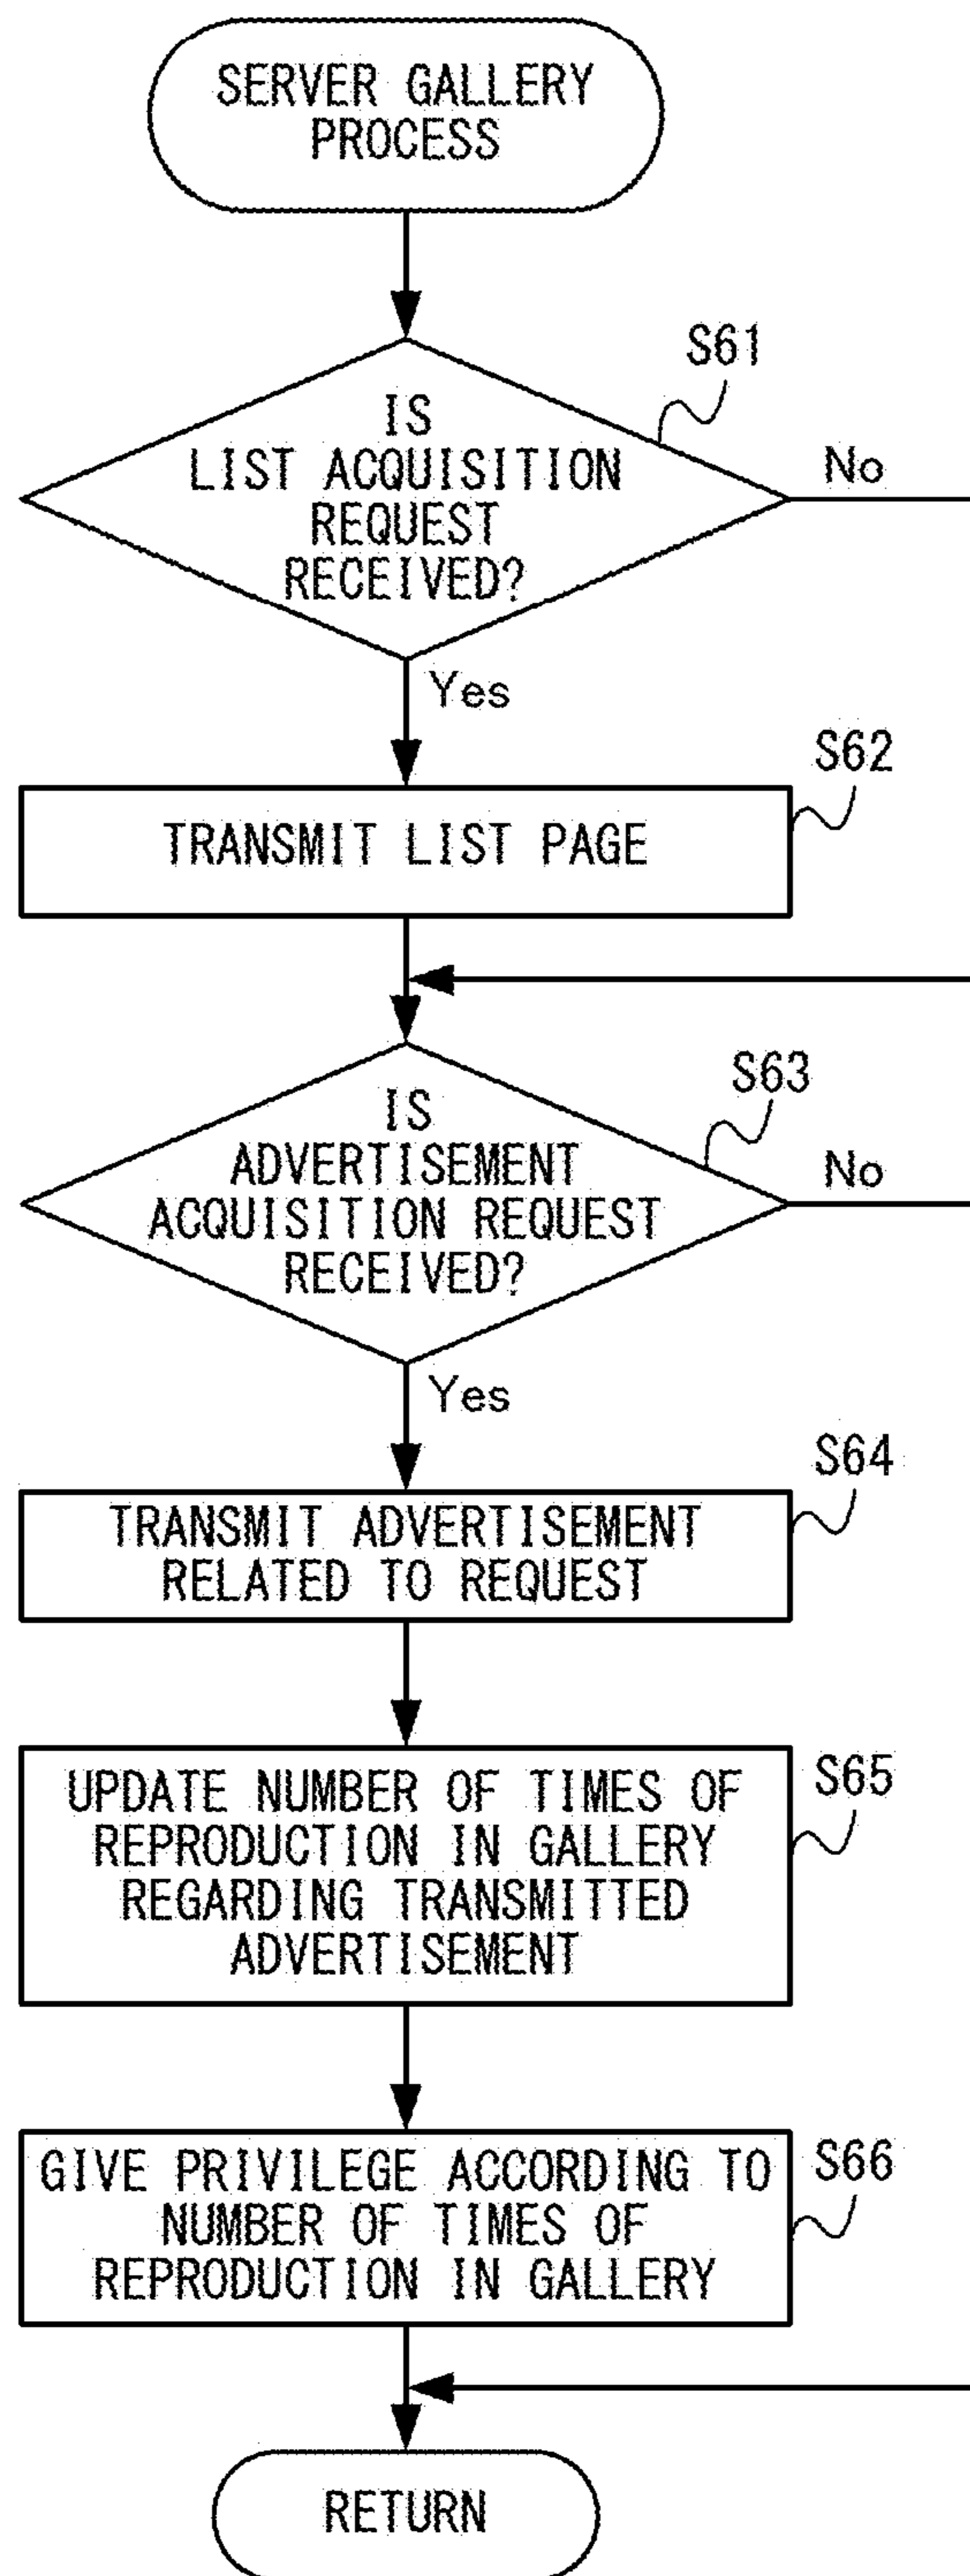 SERVER GALLERY
PROCESS
S61
IS
LIST ACQUISITION
REQUEST
RECEIVED?
No
Yes
S62
TRANSMIT LIST PAGE
S63
IS
ADVERTISEMENT
ACQUISITION REQUEST
RECEIVED?
No
Yes
S64
TRANSMIT ADVERTISEMENT
RELATED TO REQUEST
S65
UPDATE NUMBER OF TIMES OF
REPRODUCTION IN GALLERY
REGARDING TRANSMITTED
ADVERTISEMENT
S66
GIVE PRIVILEGE ACCORDING TO
NUMBER OF TIMES OF
REPRODUCTION IN GALLERY
RETURN